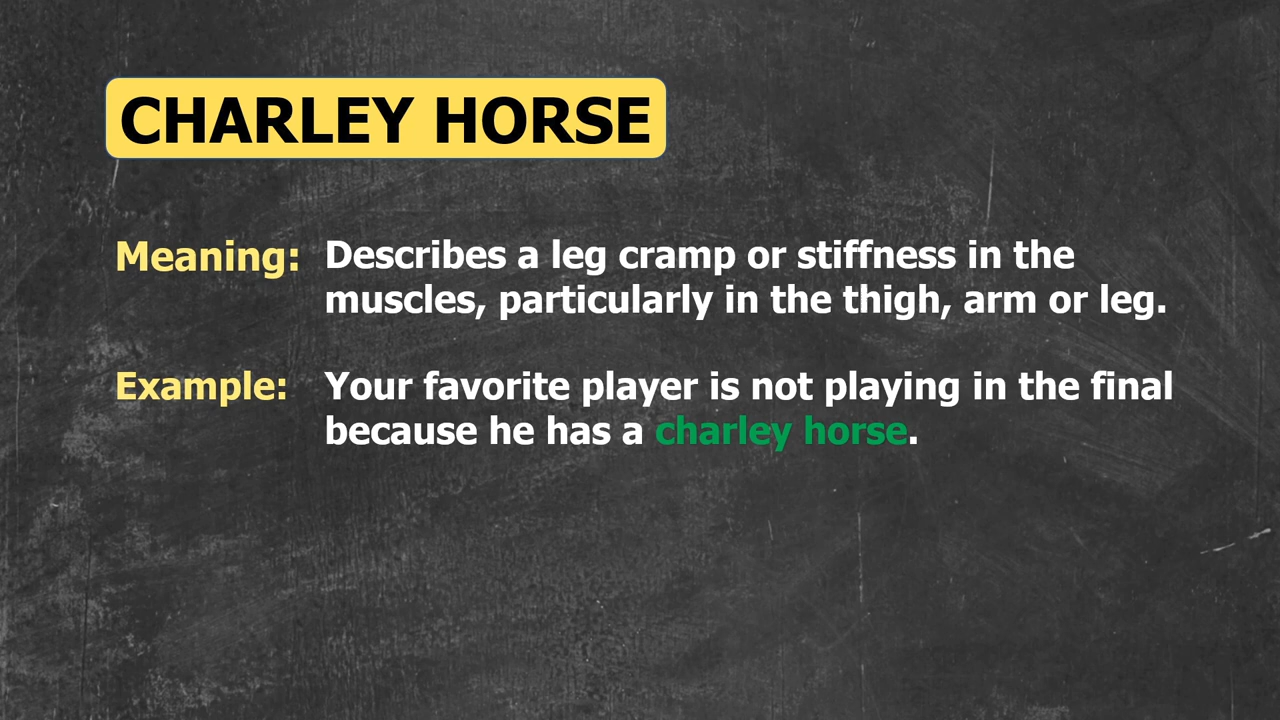 CHARLEY HORSE
Meaning: Describes a leg cramp or stiffness in the
muscles, particularly in the thigh, arm or leg.
Example: Your favorite player is not playing in the final
because he has a charley horse.